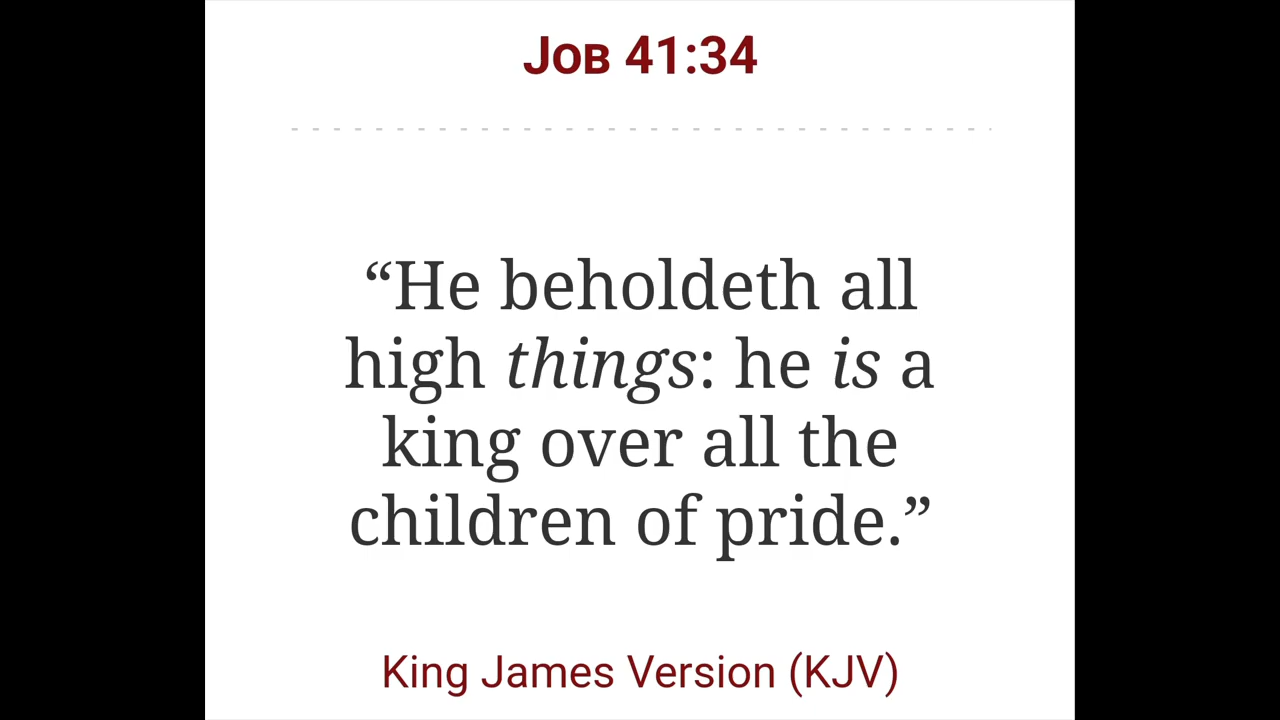 Job 41:34
“He beholdeth all
high things: he is a
king over all the
children of pride.”
King James Version (KJV)